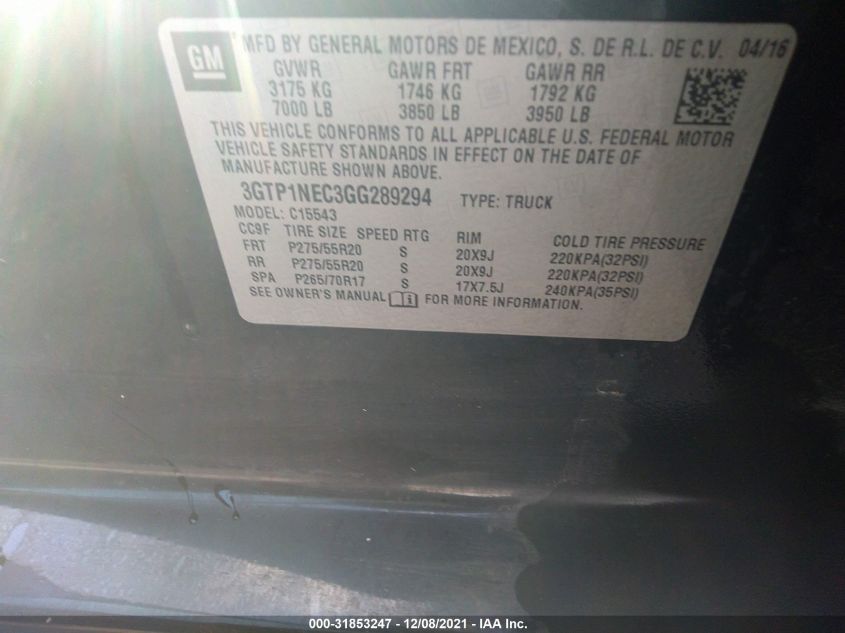 GM MFD BY GENERAL MOTORS DE MEXICO, S. DE R.L. DE C.V. 04/16
GVWR GAWR FRT GAWR RR
3175 KG 1746 KG 1792 KG
7000 LB 3850 LB 3950 LB
THIS VEHICLE CONFORMS TO ALL APPLICABLE U.S. FEDERAL MOTOR
VEHICLE SAFETY STANDARDS IN EFFECT ON THE DATE OF
MANUFACTURE SHOWN ABOVE.
3GTP1NEC3GG289294 TYPE: TRUCK
MODEL: C15543
CC9F TIRE SIZE SPEED RTG RIM COLD TIRE PRESSURE
FRT P275/55R20 S 20X9J 220KPA(32PSI)
RR P275/55R20 S 20X9J 220KPA(32PSI)
SPA P265/70R17 S 17X7.5J 240KPA(35PSI)
SEE OWNER'S MANUAL FOR MORE INFORMATION.
000-31853247 - 12/08/2021 - IAA Inc.